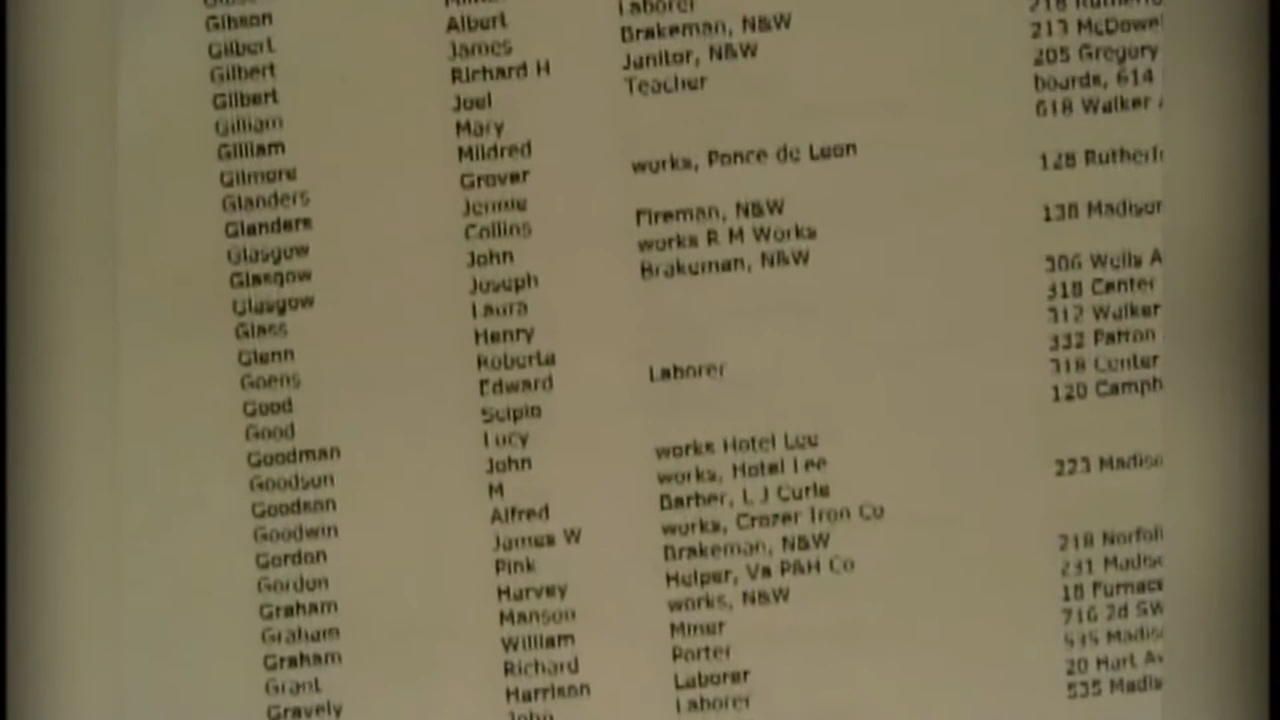 Gibson
Gilbert Albert Laborer
Gilbert James Brakeman, N&W 218
Gilbert Richard H Janitor, N&W 213 McDowel
Gilliam Joel Teacher 205 Gregory
Gilliam Mary boards, 614
Gilmore Mildred 618 Walker
Glanders Grover works, Ponce de Leon
Glanders Jennie 128 Rutherf
Glasgow Collins Fireman, N&W
Glasgow John works R M Works 138 Madison
Glasgow Joseph Brakeman, N&W
Glass Laura 306 Wells A
Glenn Henry 318 Center
Goens Roberta 312 Walker
Good Edward Laborer 332 Patton
Good Scipio 318 Center
Goodman Lucy 120 Camph
Goodson John works Hotel Lee
Goodson M works, Hotel Lee
Goodwin Alfred Barber, L J Curle 223 Madiso
Gordon James W works, Crozer Iron Co
Gordon Pink Brakeman, N&W
Graham Harvey Helper, Va P&H Co 218 Norfol
Graham Manson works, N&W 231 Madiso
Graham William Miner 18 Furnace
Grant Richard Porter 716 2d SW
Gravely Harrison Laborer 535 Madis
John Laborer 20 Hart Av
535 Madis